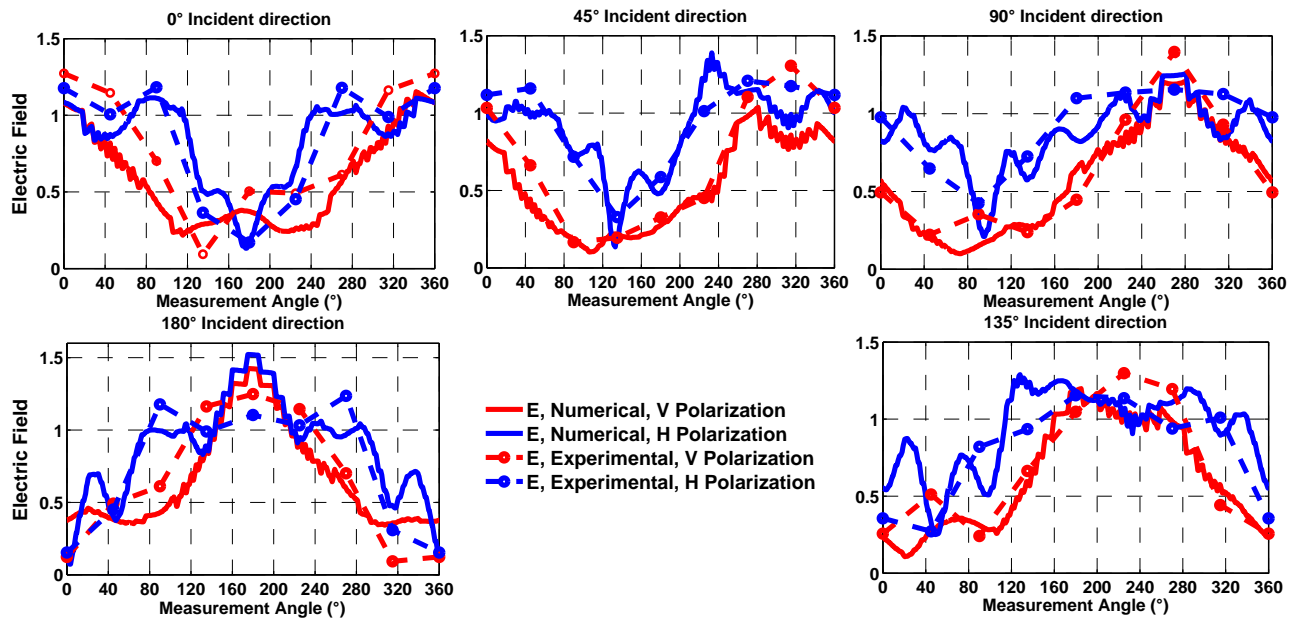 0° Incident direction
1.5
1
0.5
0
0 40 80 120 160 200 240 280 320 360
Electric Field
Measurement Angle (°)
45° Incident direction
1.5
1
0.5
0
0 40 80 120 160 200 240 280 320 360
Measurement Angle (°)
90° Incident direction
1.5
1
0.5
0
0 40 80 120 160 200 240 280 320 360
Measurement Angle (°)
180° Incident direction
1.5
1
0.5
0
0 40 80 120 160 200 240 280 320 360
Electric Field
Measurement Angle (°)
E, Numerical, V Polarization
E, Numerical, H Polarization
E, Experimental, V Polarization
E, Experimental, H Polarization
135° Incident direction
1.5
1
0.5
0
0 40 80 120 160 200 240 280 320 360
Measurement Angle (°)